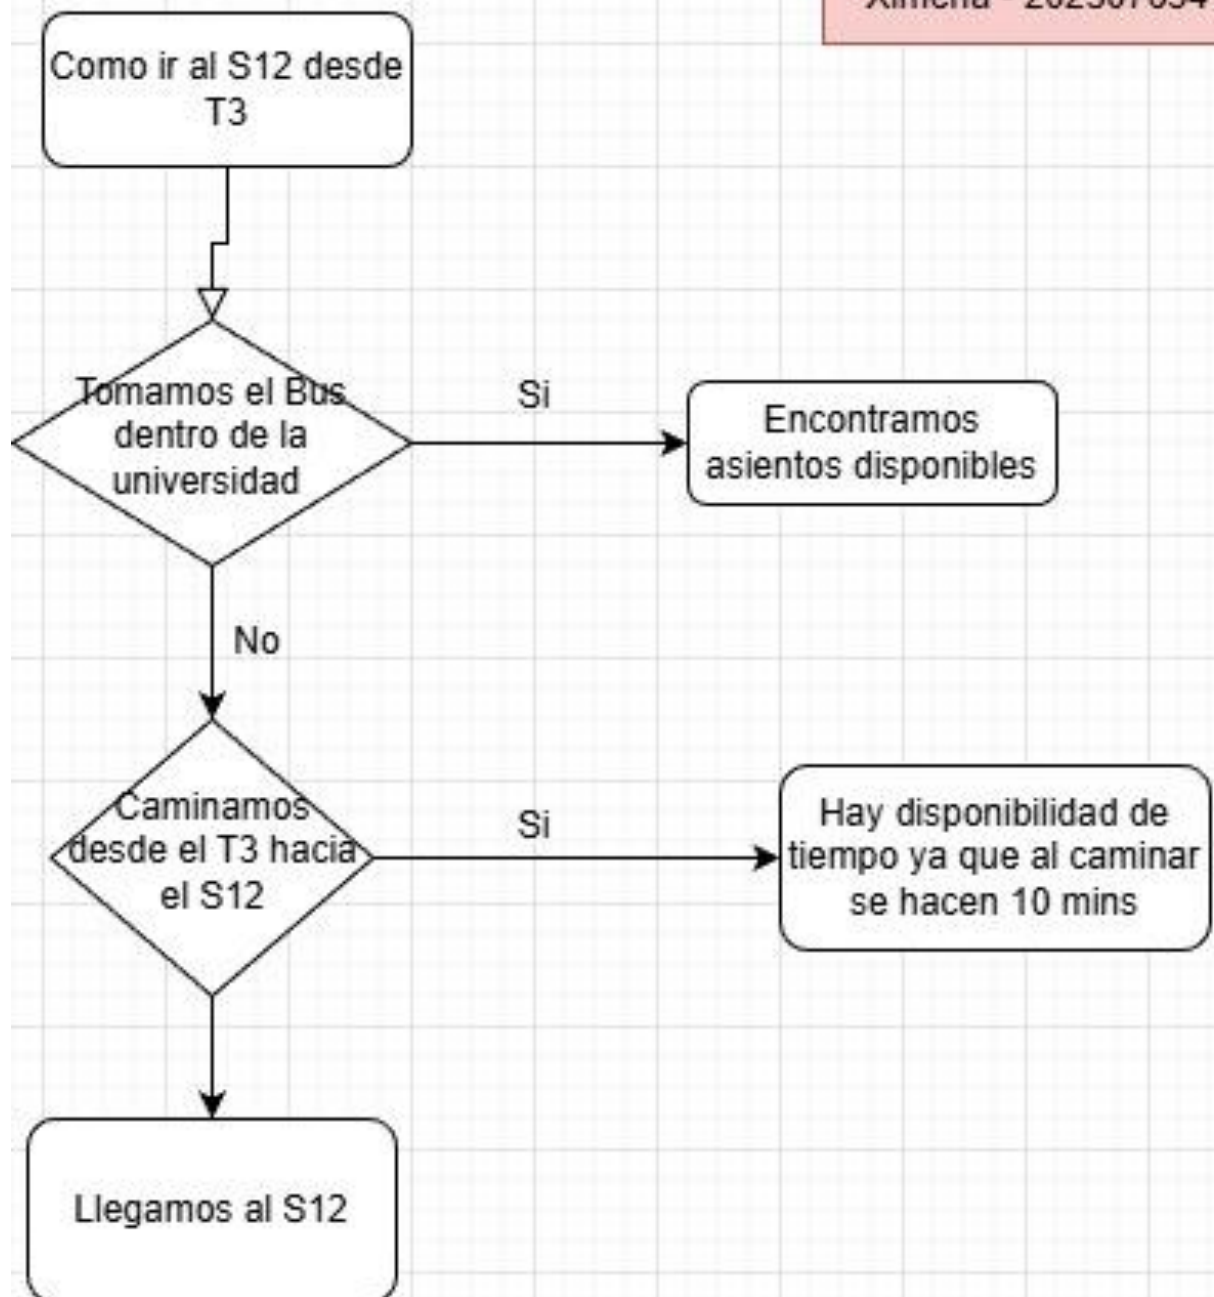 Como ir al S12 desde
T3
Tomamos el Bus
dentro de la
universidad
Si
Encontramos
asientos disponibles
No
Caminamos
desde el T3 hacia
el S12
Si
Hay disponibilidad de
tiempo ya que al caminar
se hacen 10 mins
Llegamos al S12